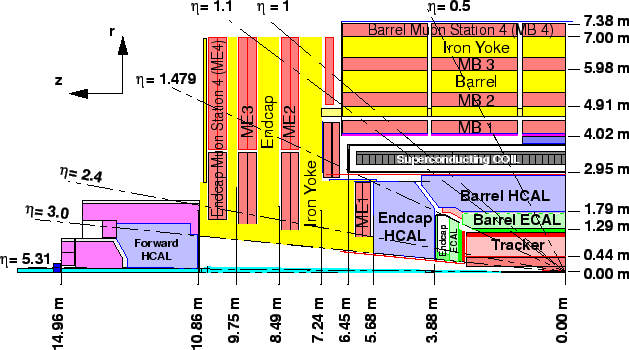 η = 1.1
η = 1
η = 0.5
r
z
η = 1.479
η = 2.4
η = 3.0
η = 5.31
Barrel Muon Station 4 (MB 4)
Iron Yoke
MB 3
Barrel
MB 2
MB 1
Superconducting COIL
Barrel HCAL
Barrel ECAL
Tracker
Endcap Muon Station 4 (ME4)
ME3
Endcap
ME2
Iron Yoke
ME1
Endcap
HCAL
Endcap
ECAL
Forward
HCAL
7.38 m
7.00 m
5.98 m
4.91 m
4.02 m
2.95 m
1.79 m
1.29 m
0.44 m
0.00 m
14.96 m
10.86 m
9.75 m
8.49 m
7.24 m
6.45 m
5.68 m
3.88 m
0.00 m